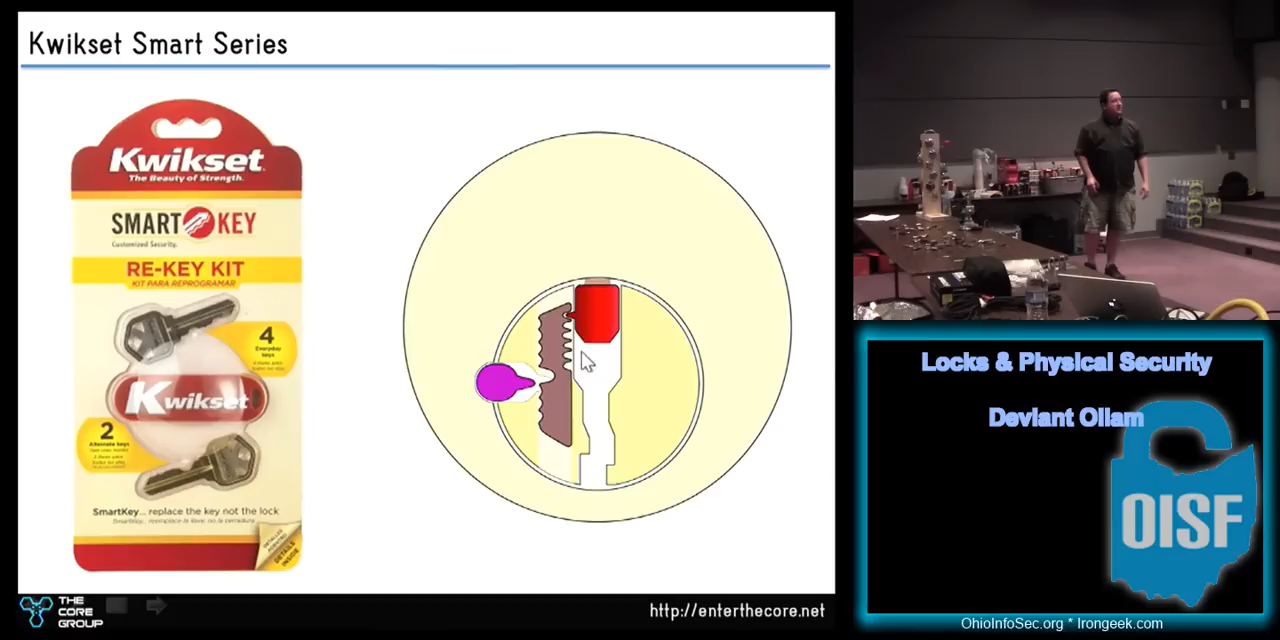 Kwikset Smart Series
Kwikset
The Beauty of Strength.
SMART KEY
Customized Security.
RE-KEY KIT
KIT PARA REPROGRAMAR
4
Everyday
keys
Kwikset
2
Alternate keys
SmartKey... replace the key not the lock
DETAILS
INSIDE
THE
CORE
GROUP
http://enterthecore.net
Locks & Physical Security
Deviant Ollam
OISF
OhioInfoSec.org * Irongeek.com